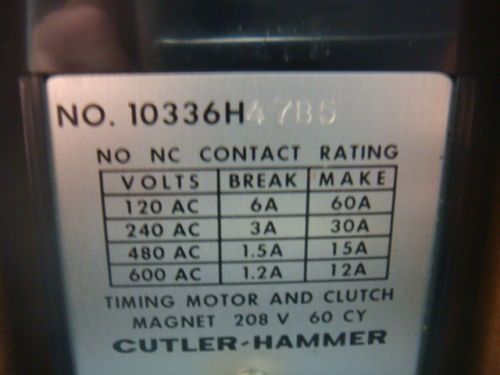 NO. 10336H47B5
NO NC CONTACT RATING
VOLTS BREAK MAKE
120 AC 6A 60A
240 AC 3A 30A
480 AC 1.5A 15A
600 AC 1.2A 12A
TIMING MOTOR AND CLUTCH
MAGNET 208 V 60 CY
CUTLER-HAMMER